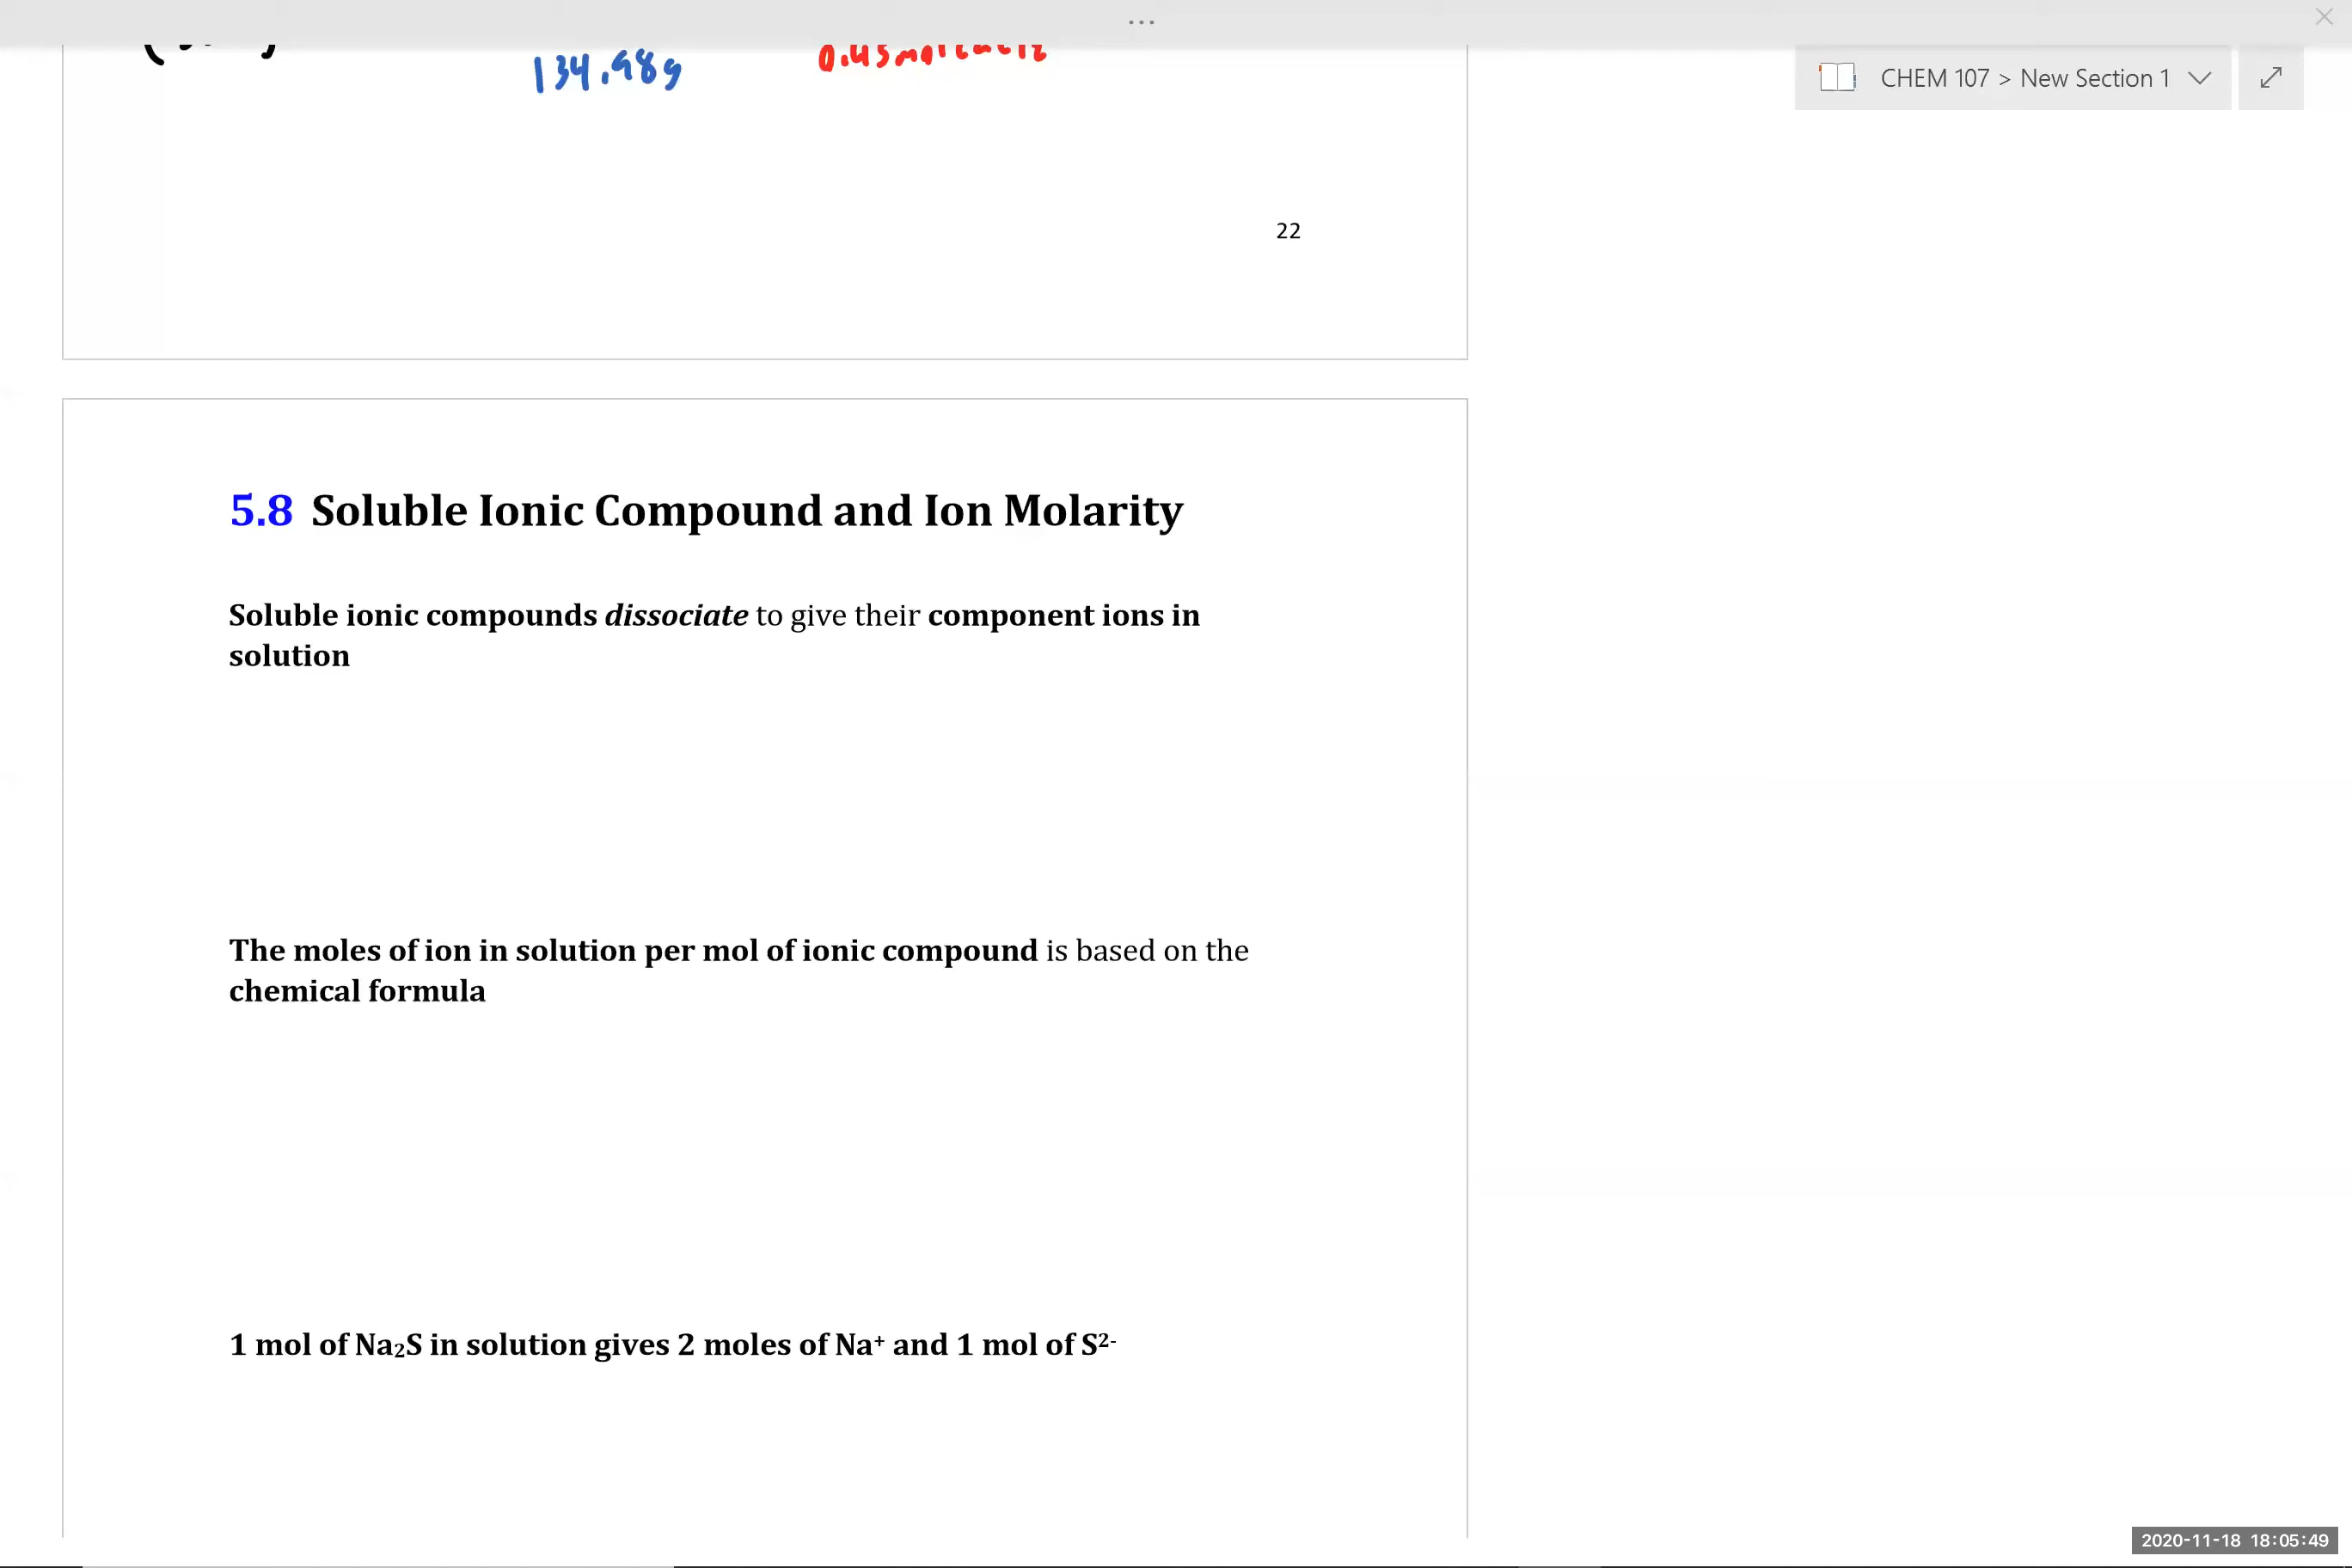 134.98g
CHEM 107 > New Section 1
22
5.8 Soluble Ionic Compound and Ion Molarity
Soluble ionic compounds dissociate to give their component ions in
solution
The moles of ion in solution per mol of ionic compound is based on the
chemical formula
1 mol of Na₂S in solution gives 2 moles of Na⁺ and 1 mol of S²⁻
2020-11-18 18:05:49